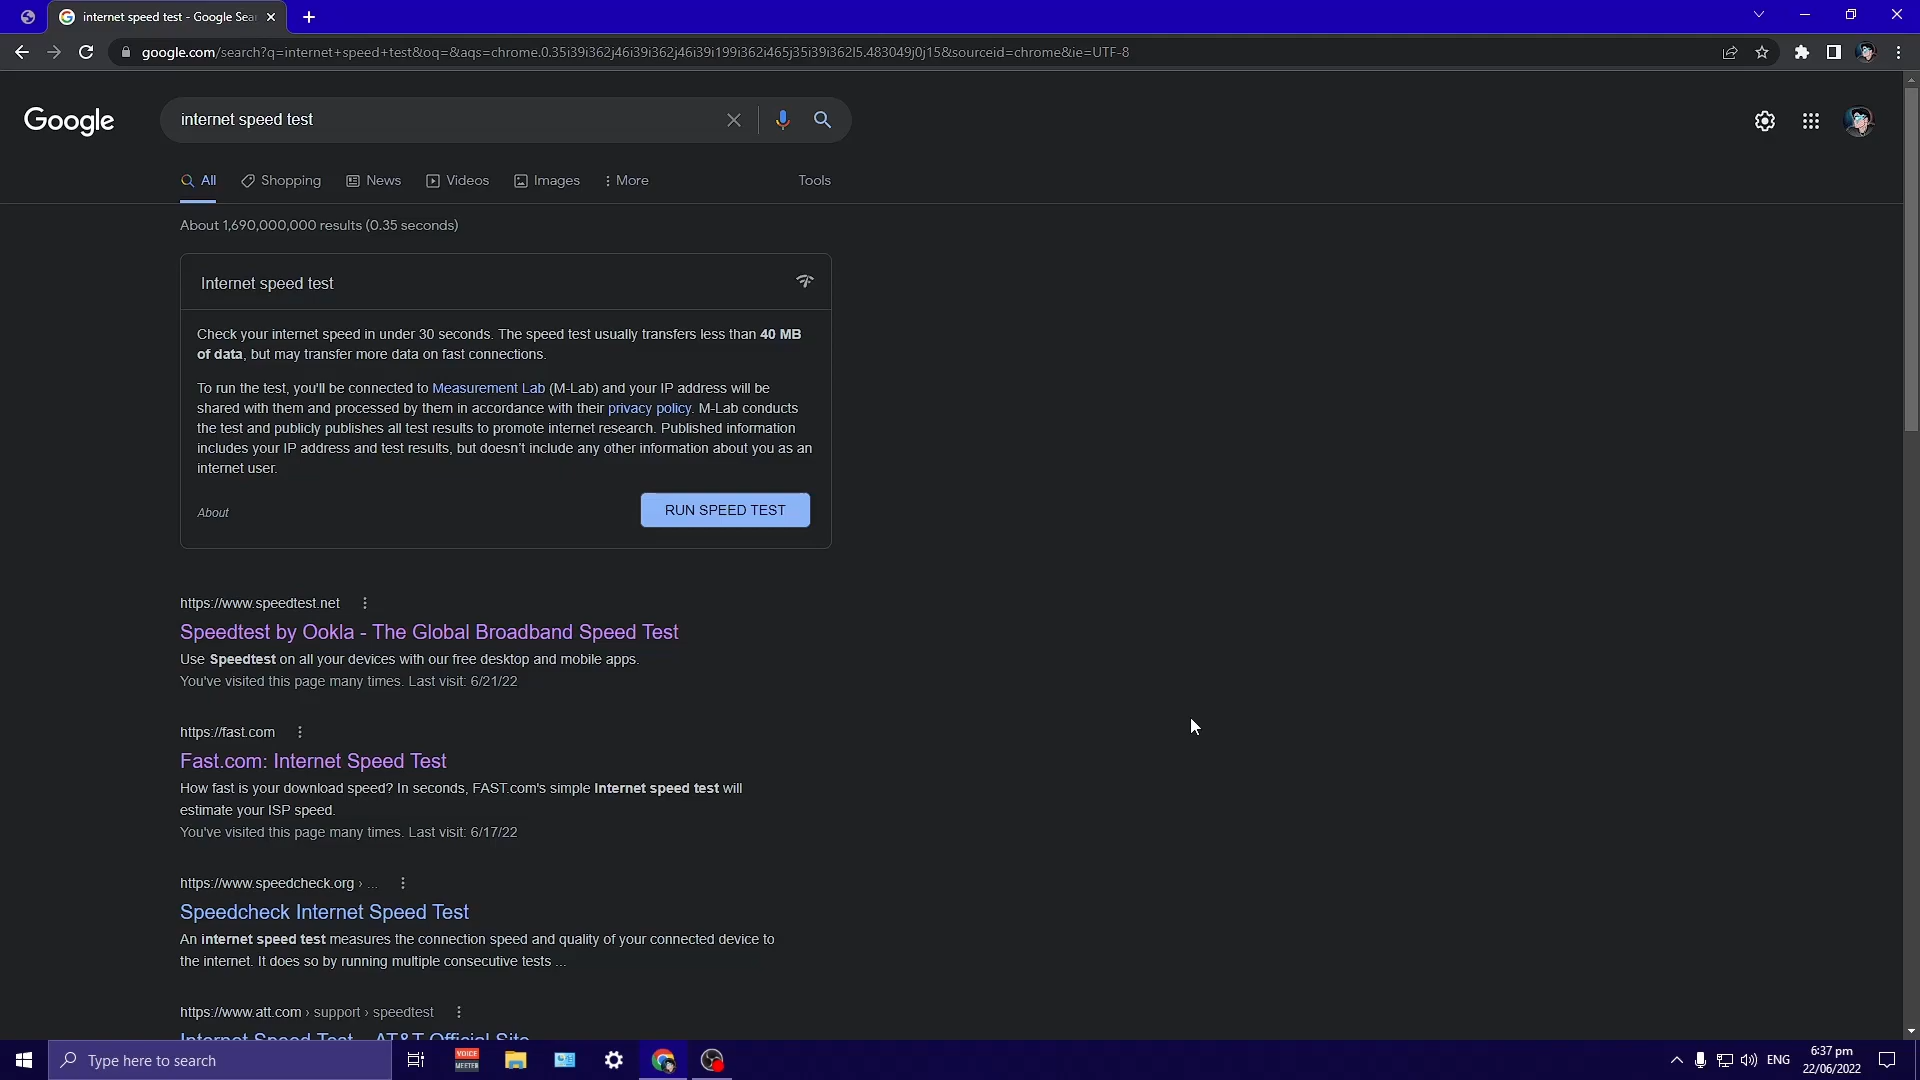 internet speed test - Google Sea
google.com/search?q=internet+speed+test&oq=&aqs=chrome.0.35i39i362j46i39i362j46i39i199i362i465j35i39i362l5.483049j0j15&sourceid=chrome&ie=UTF-8
Google
internet speed test
All
Shopping
News
Videos
Images
More
Tools
About 1,690,000,000 results (0.35 seconds)
Internet speed test
Check your internet speed in under 30 seconds. The speed test usually transfers less than 40 MB
of data, but may transfer more data on fast connections.
To run the test, you'll be connected to Measurement Lab (M-Lab) and your IP address will be
shared with them and processed by them in accordance with their privacy policy. M-Lab conducts
the test and publicly publishes all test results to promote internet research. Published information
includes your IP address and test results, but doesn't include any other information about you as an
internet user.
About
RUN SPEED TEST
https://www.speedtest.net
Speedtest by Ookla - The Global Broadband Speed Test
Use Speedtest on all your devices with our free desktop and mobile apps.
You've visited this page many times. Last visit: 6/21/22
https://fast.com
Fast.com: Internet Speed Test
How fast is your download speed? In seconds, FAST.com's simple Internet speed test will
estimate your ISP speed.
You've visited this page many times. Last visit: 6/17/22
https://www.speedcheck.org › ...
Speedcheck Internet Speed Test
An internet speed test measures the connection speed and quality of your connected device to
the internet. It does so by running multiple consecutive tests ...
https://www.att.com › support › speedtest
Internet Speed Test - AT&T Official Site
Type here to search
VOICE
MEETER
ENG
6:37 pm
22/06/2022